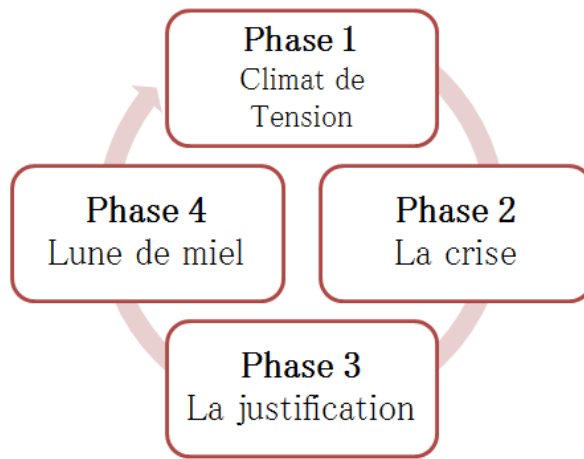 Phase 1
Climat de
Tension
Phase 2
La crise
Phase 3
La justification
Phase 4
Lune de miel